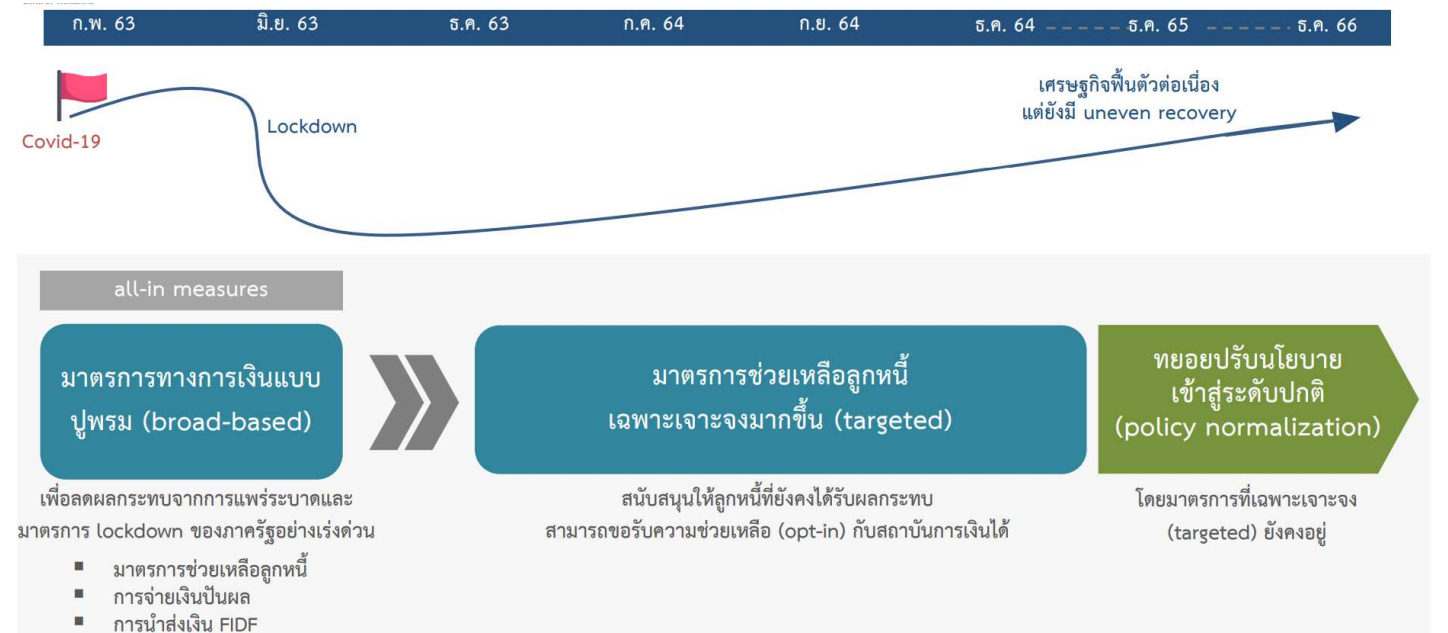 ก.พ. 63 มิ.ย. 63 ธ.ค. 63 ก.ค. 64 ก.ย. 64 ธ.ค. 64 ธ.ค. 65 ธ.ค. 66
Covid-19
Lockdown
เศรษฐกิจฟื้นตัวต่อเนื่อง
แต่ยังมี uneven recovery
all-in measures
มาตรการทางการเงินแบบ
ปูพรม (broad-based)
เพื่อลดผลกระทบจากการแพร่ระบาดและ
มาตรการ lockdown ของภาครัฐอย่างเร่งด่วน
▪ มาตรการช่วยเหลือลูกหนี้
▪ การจ่ายเงินปันผล
▪ การนำส่งเงิน FIDF
มาตรการช่วยเหลือลูกหนี้
เฉพาะเจาะจงมากขึ้น (targeted)
สนับสนุนให้ลูกหนี้ที่ยังคงได้รับผลกระทบ
สามารถขอรับความช่วยเหลือ (opt-in) กับสถาบันการเงินได้
ทยอยปรับนโยบาย
เข้าสู่ระดับปกติ
(policy normalization)
โดยมาตรการที่เฉพาะเจาะจง
(targeted) ยังคงอยู่